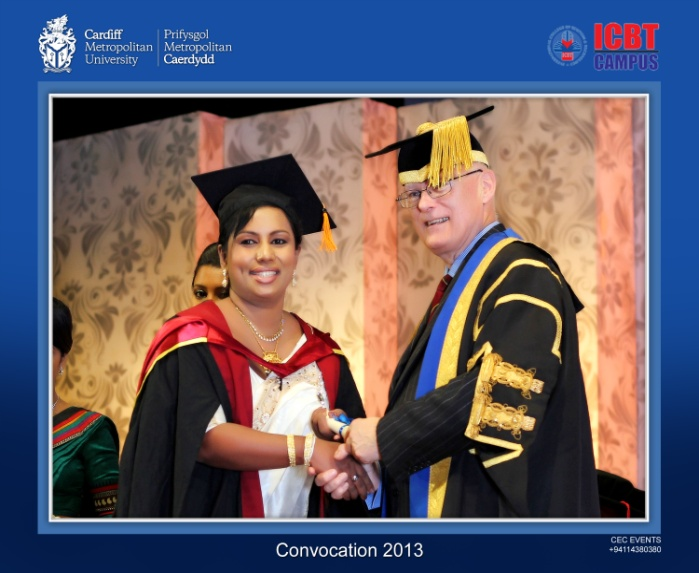 Cardiff
Metropolitan
University
Prifysgol
Metropolitan
Caerdydd
ICBT
CAMPUS
Convocation 2013
CEC EVENTS
+94114380380